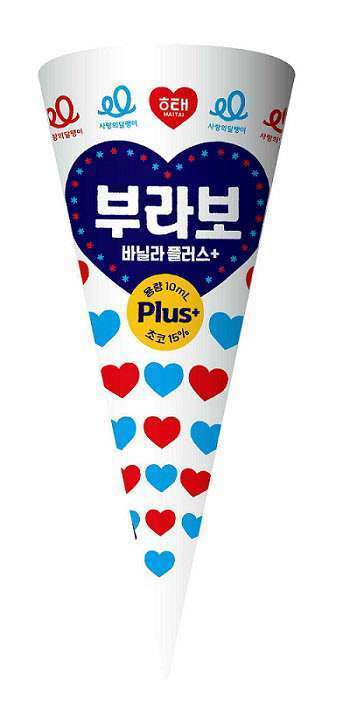 해태
HAITAI
사랑의달팽이
사랑의달팽이
사랑의달팽이
사랑의달팽이
부라보
바닐라 플러스+
용량 10mL
Plus+
초코 15%